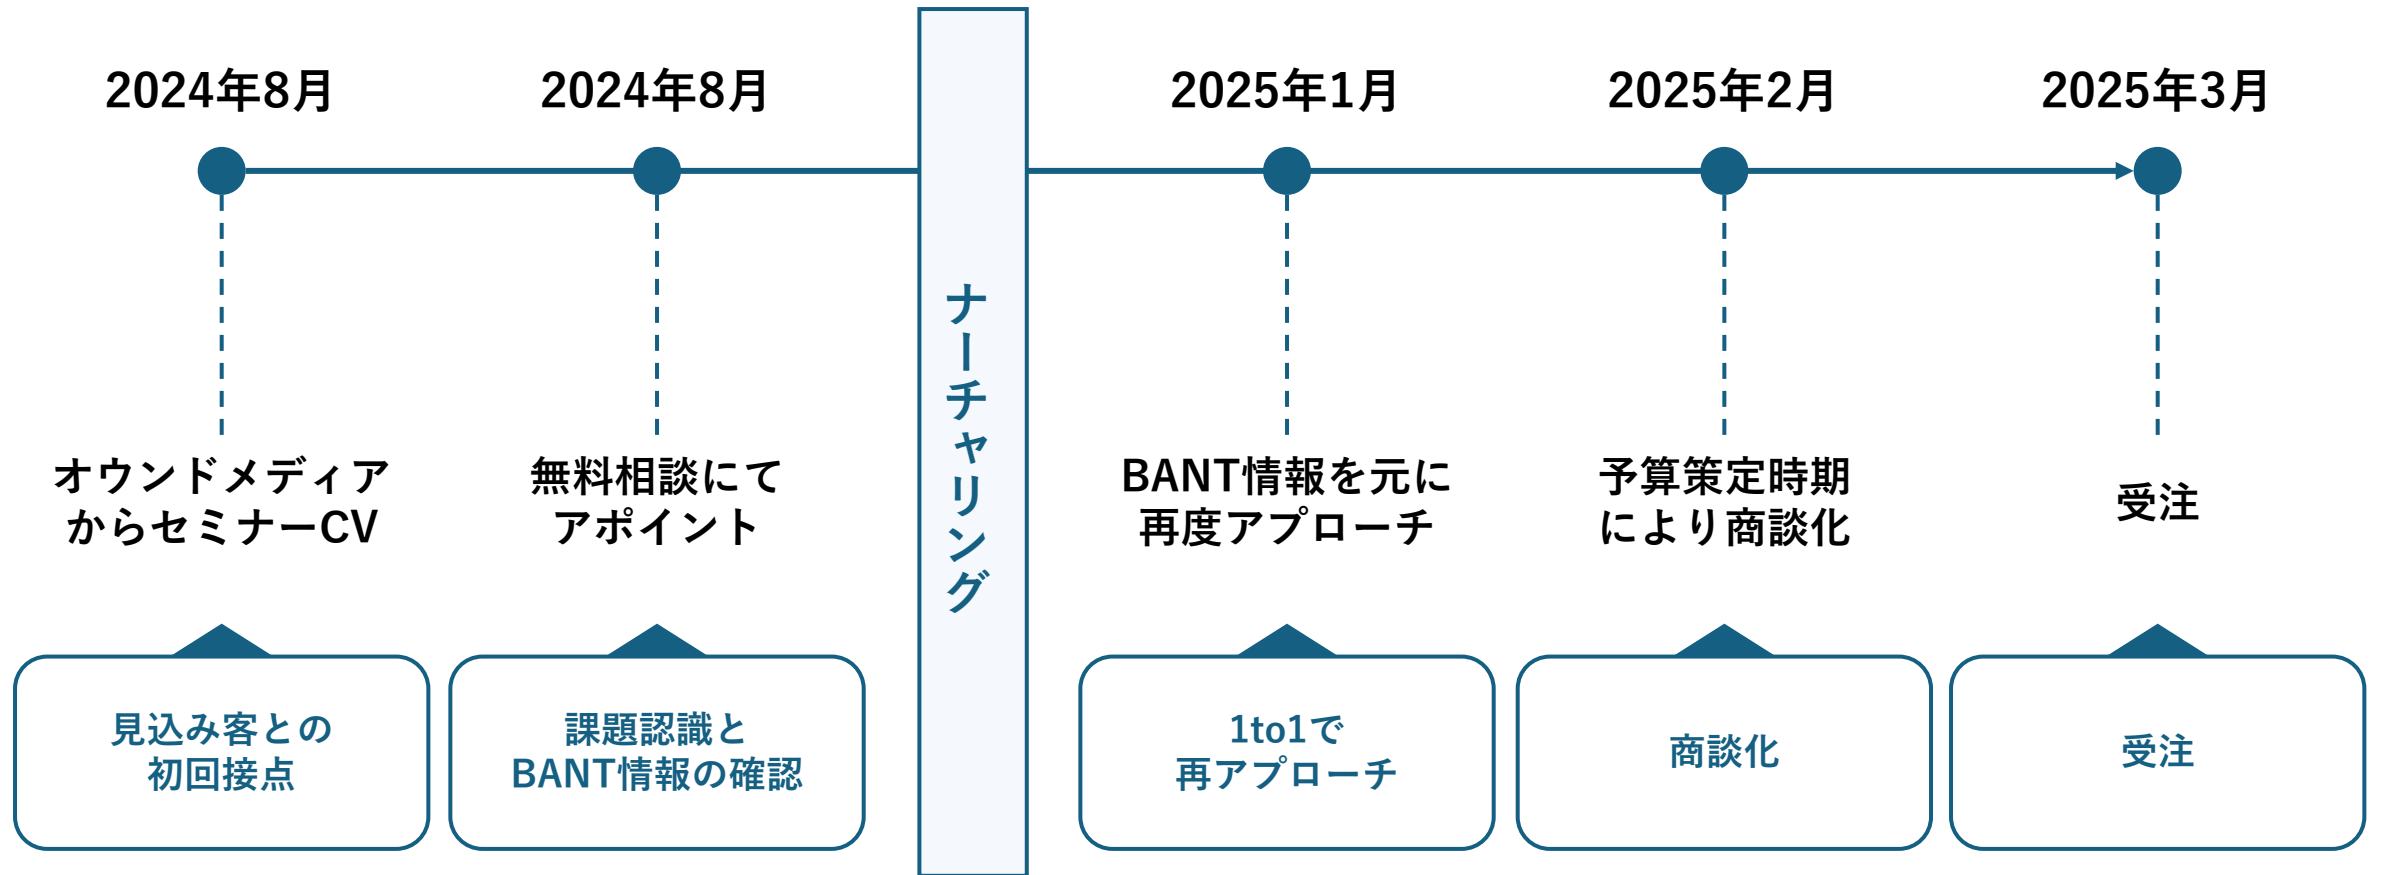 2024年8月
2024年8月
2025年1月
2025年2月
2025年3月
ナーチャリング
オウンドメディア
からセミナーCV
無料相談にて
アポイント
BANT情報を元に
再度アプローチ
予算策定時期
により商談化
受注
見込み客との
初回接点
課題認識と
BANT情報の確認
1to1で
再アプローチ
商談化
受注